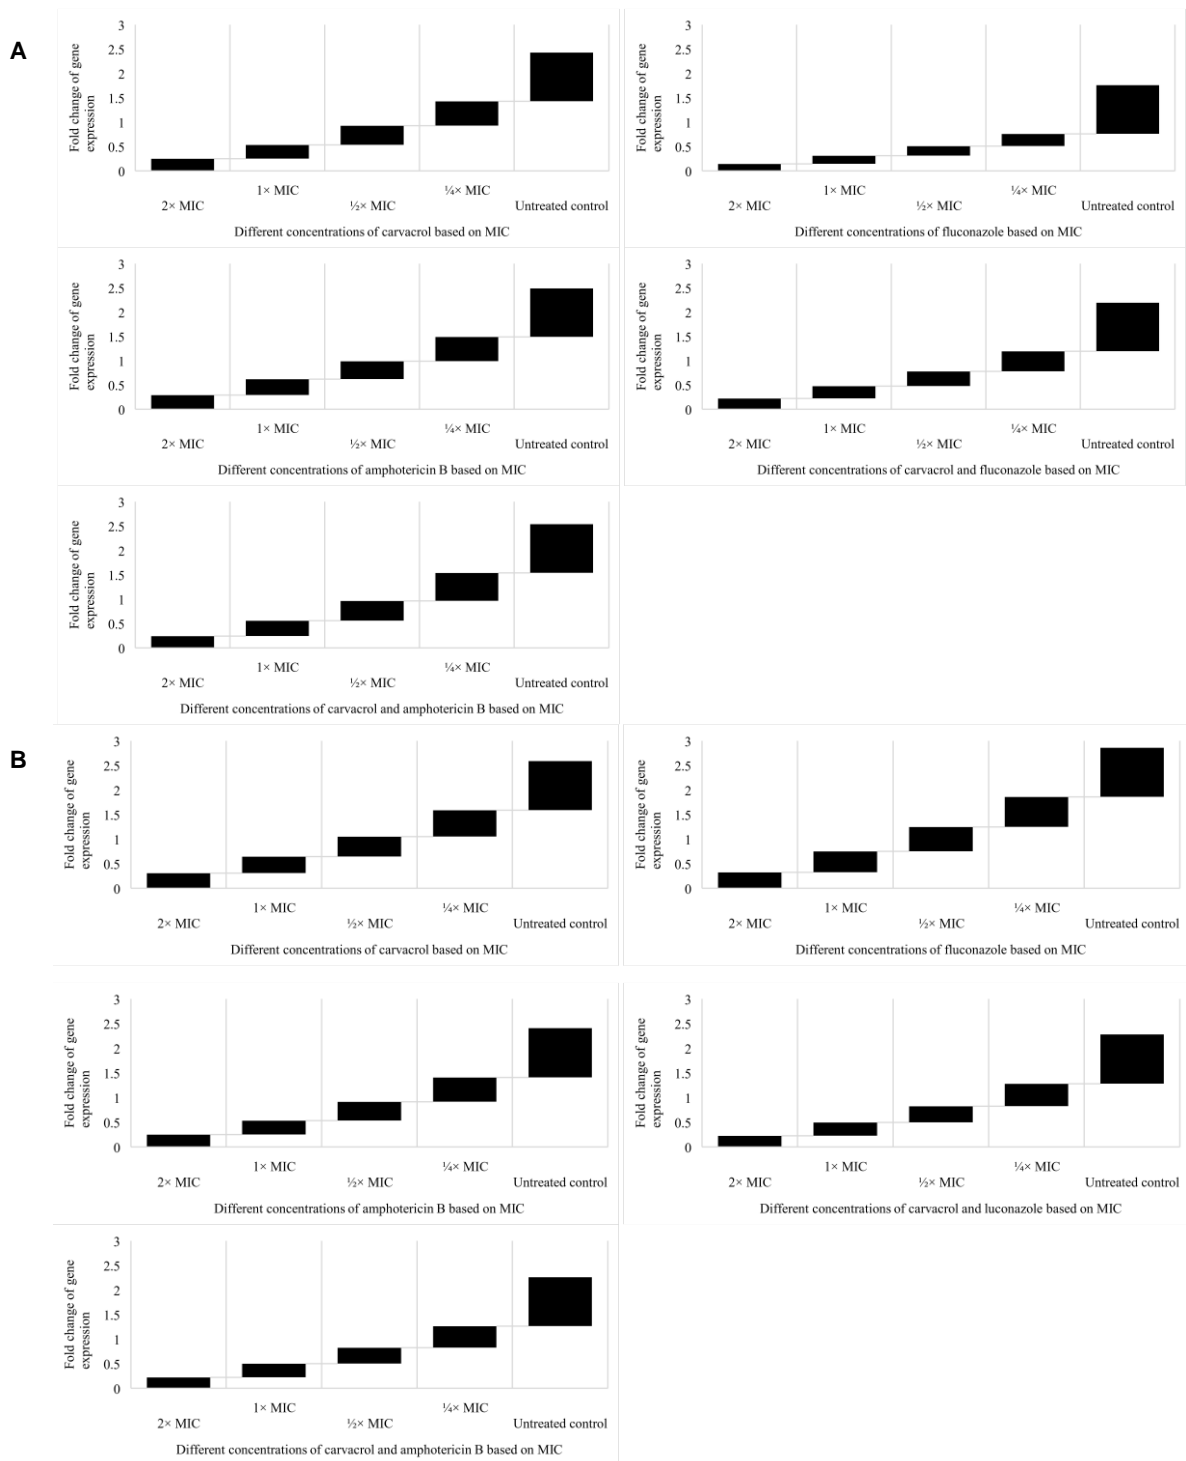 A
Fold change of gene
expression
3
2.5
2
1.5
1
0.5
0
1× MIC
¼× MIC
2× MIC
½× MIC
Untreated control
Different concentrations of carvacrol based on MIC
Fold change of gene
expression
3
2.5
2
1.5
1
0.5
0
1× MIC
¼× MIC
2× MIC
½× MIC
Untreated control
Different concentrations of fluconazole based on MIC
Fold change of gene
expression
3
2.5
2
1.5
1
0.5
0
1× MIC
¼× MIC
2× MIC
½× MIC
Untreated control
Different concentrations of amphotericin B based on MIC
Fold change of gene
expression
3
2.5
2
1.5
1
0.5
0
1× MIC
¼× MIC
2× MIC
½× MIC
Untreated control
Different concentrations of carvacrol and fluconazole based on MIC
Fold change of gene
expression
3
2.5
2
1.5
1
0.5
0
1× MIC
¼× MIC
2× MIC
½× MIC
Untreated control
Different concentrations of carvacrol and amphotericin B based on MIC
B
Fold change of gene
expression
3
2.5
2
1.5
1
0.5
0
1× MIC
¼× MIC
2× MIC
½× MIC
Untreated control
Different concentrations of carvacrol based on MIC
Fold change of gene
expression
3
2.5
2
1.5
1
0.5
0
1× MIC
¼× MIC
2× MIC
½× MIC
Untreated control
Different concentrations of fluconazole based on MIC
Fold change of gene
expression
3
2.5
2
1.5
1
0.5
0
1× MIC
¼× MIC
2× MIC
½× MIC
Untreated control
Different concentrations of amphotericin B based on MIC
Fold change of gene
expression
3
2.5
2
1.5
1
0.5
0
1× MIC
¼× MIC
2× MIC
½× MIC
Untreated control
Different concentrations of carvacrol and luconazole based on MIC
Fold change of gene
expression
3
2.5
2
1.5
1
0.5
0
1× MIC
¼× MIC
2× MIC
½× MIC
Untreated control
Different concentrations of carvacrol and amphotericin B based on MIC